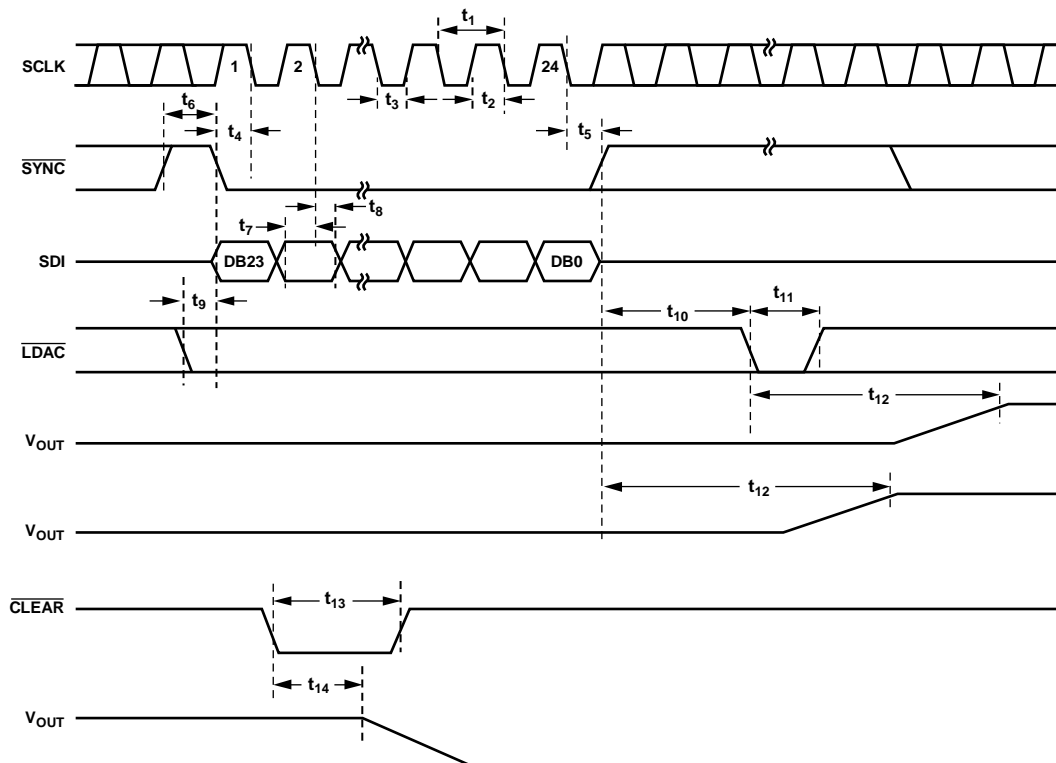 t1
SCLK 1 2 24
t3 t2
t6
t4 t5
SYNC
t8
t7
SDI DB23 DB0
t9 t10 t11
LDAC
t12
VOUT
t12
VOUT
CLEAR t13
t14
VOUT